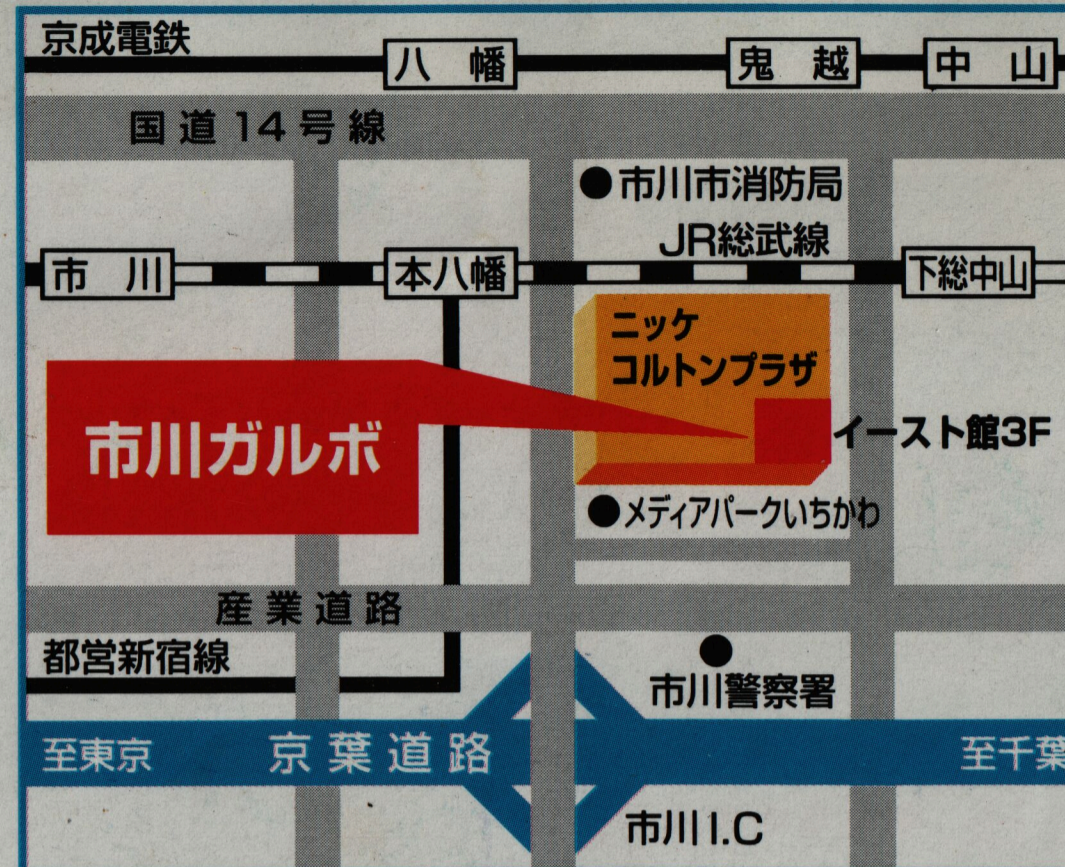 京成電鉄
八幡
鬼越
中山
国道14号線
市川市消防局
JR総武線
市川
本八幡
下総中山
ニッケ
コルトンプラザ
市川ガルボ
イースト館3F
メディアパークいちかわ
産業道路
都営新宿線
市川警察署
至東京
京葉道路
至千葉
市川I.C